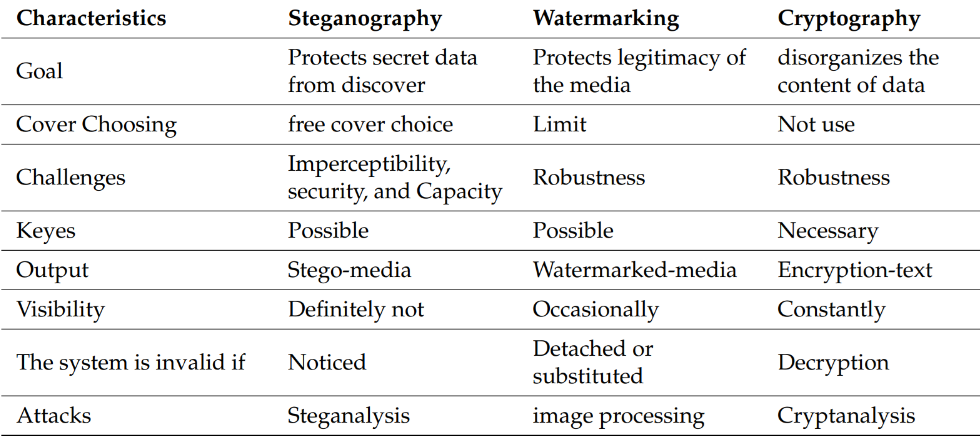 Characteristics Steganography Watermarking Cryptography
Goal Protects secret data from discover Protects legitimacy of the media disorganizes the content of data
Cover Choosing free cover choice Limit Not use
Challenges Imperceptibility, security, and Capacity Robustness Robustness
Keyes Possible Possible Necessary
Output Stego-media Watermarked-media Encryption-text
Visibility Definitely not Occasionally Constantly
The system is invalid if Noticed Detached or substituted Decryption
Attacks Steganalysis image processing Cryptanalysis